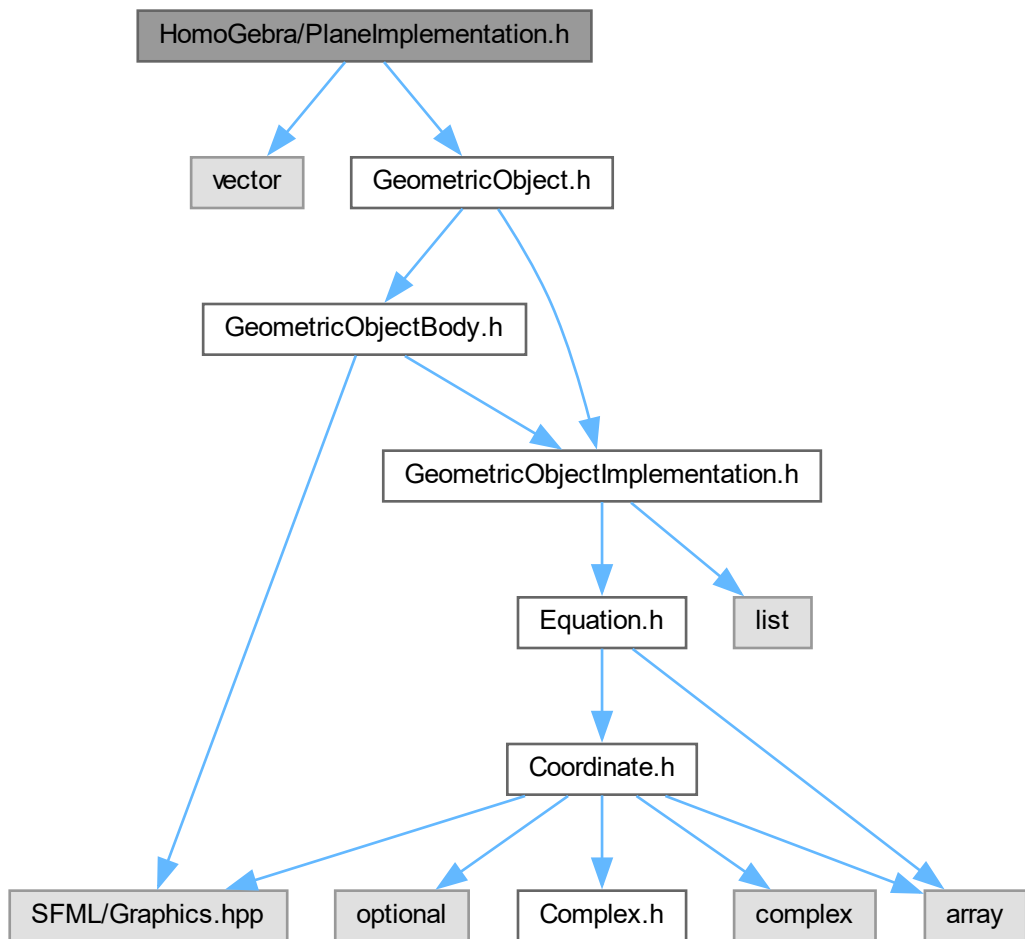 HomoGebra/PlaneImplementation.h
vector
GeometricObject.h
GeometricObjectBody.h
GeometricObjectImplementation.h
Equation.h
list
Coordinate.h
SFML/Graphics.hpp
optional
Complex.h
complex
array